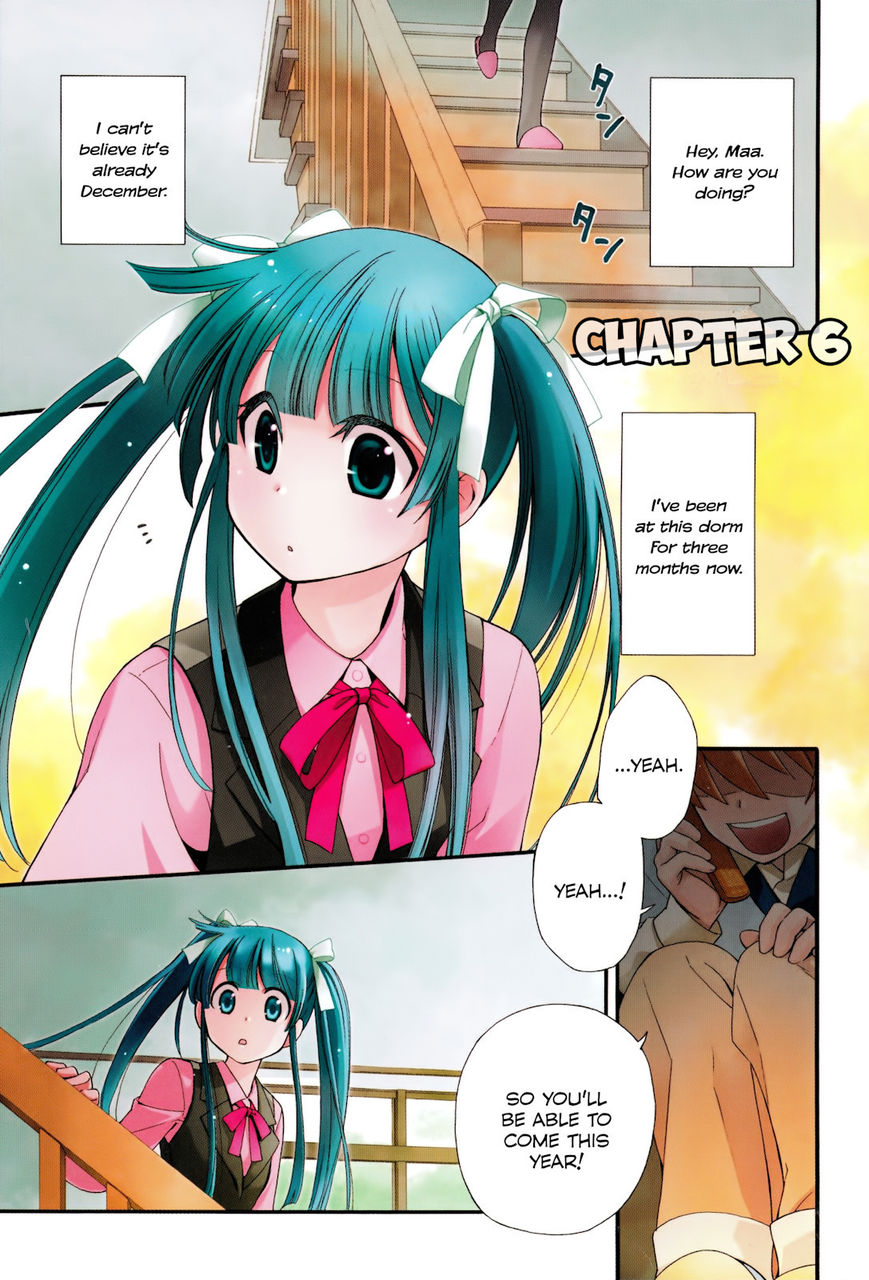 Hey, Maa.
How are you
doing?
タン
タン
I can't
believe it's
already
December.
CHAPTER 6
I've been
at this dorm
For three
months now.
...YEAH.
YEAH...!
SO YOU'LL
BE ABLE TO
COME THIS
YEAR!